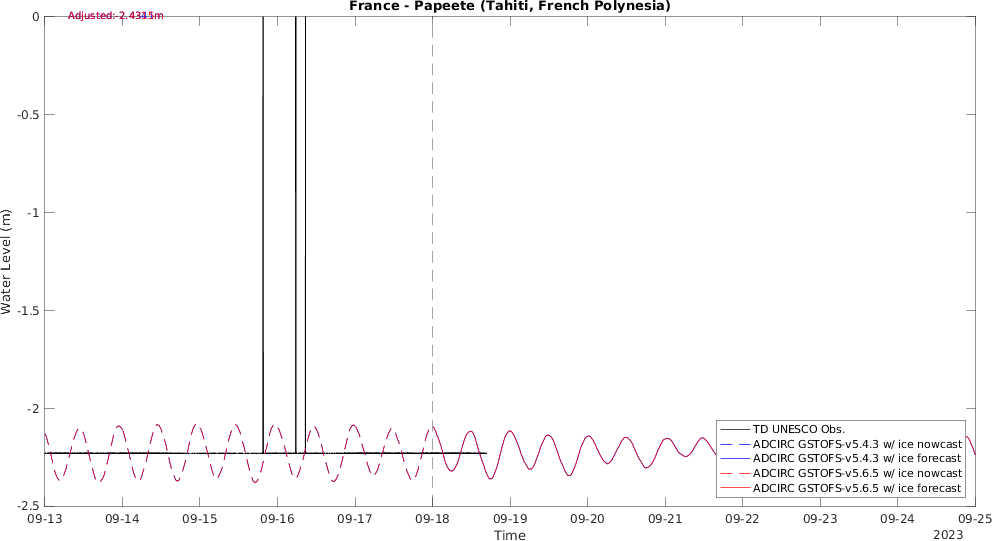 France - Papeete (Tahiti, French Polynesia)
0
-0.5
-1
-1.5
-2
-2.5
Water Level (m)
TD UNESCO Obs.
ADCIRC GSTOFS-v5.4.3 w/ ice nowcast
ADCIRC GSTOFS-v5.4.3 w/ ice forecast
ADCIRC GSTOFS-v5.6.5 w/ ice nowcast
ADCIRC GSTOFS-v5.6.5 w/ ice forecast
09-13 09-14 09-15 09-16 09-17 09-18 09-19 09-20 09-21 09-22 09-23 09-24 09-25
Time
2023